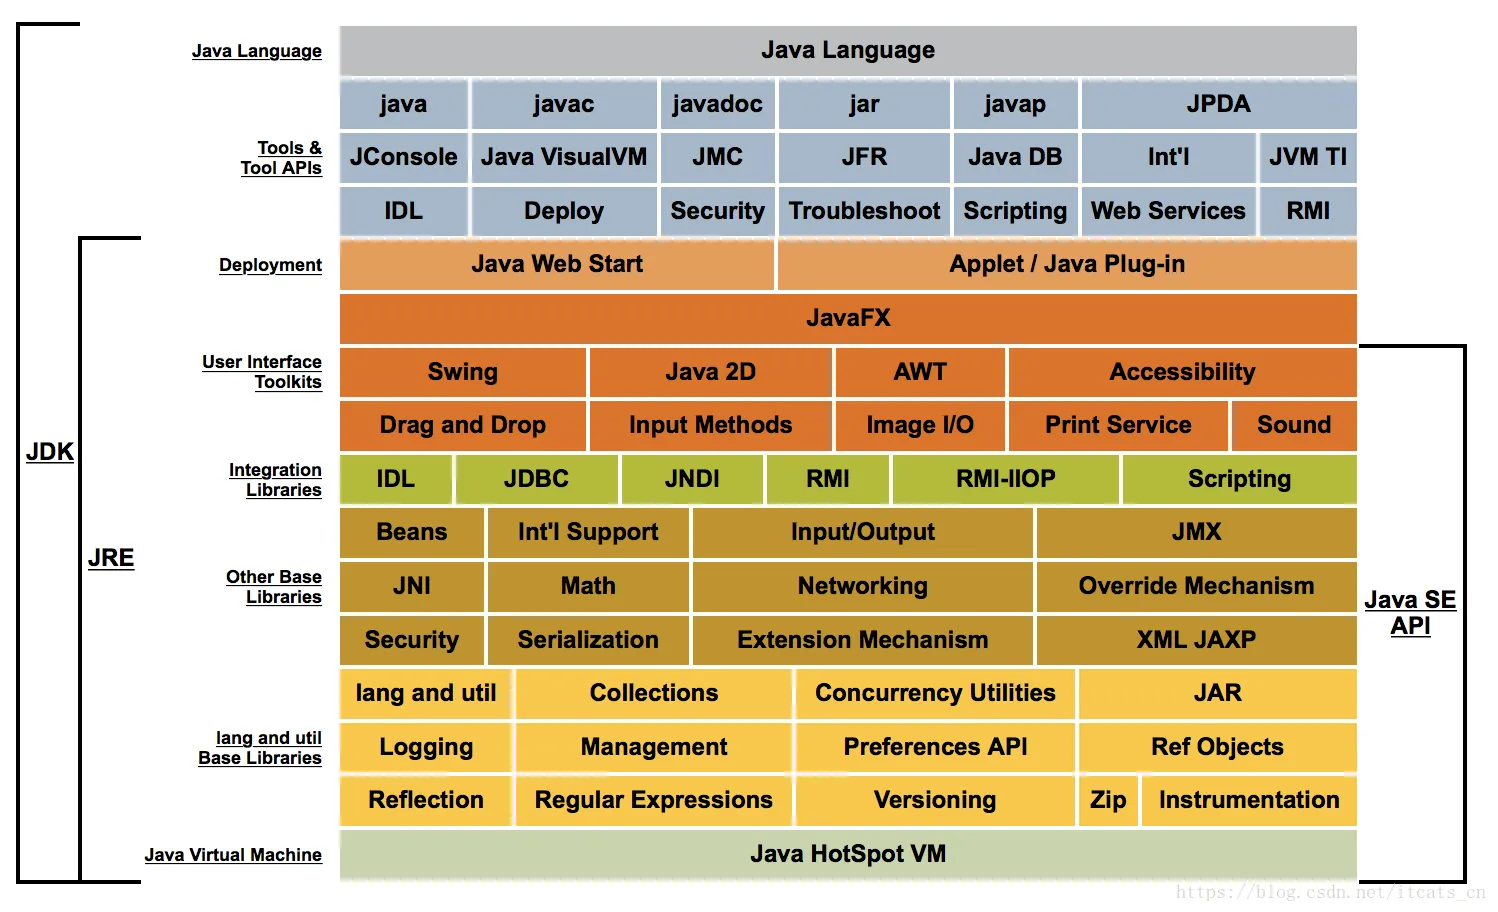 Java Language
Java Language
java javac javadoc jar javap JPDA
Tools &
Tool APIs
JConsole Java VisualVM JMC JFR Java DB Int'l JVM TI
IDL Deploy Security Troubleshoot Scripting Web Services RMI
Deployment
Java Web Start Applet / Java Plug-in
JavaFX
User Interface
Toolkits
Swing Java 2D AWT Accessibility
Drag and Drop Input Methods Image I/O Print Service Sound
JDK
Integration
Libraries
IDL JDBC JNDI RMI RMI-IIOP Scripting
Beans Int'l Support Input/Output JMX
JRE
Other Base
Libraries
JNI Math Networking Override Mechanism
Java SE
API
Security Serialization Extension Mechanism XML JAXP
lang and util Collections Concurrency Utilities JAR
lang and util
Base Libraries
Logging Management Preferences API Ref Objects
Reflection Regular Expressions Versioning Zip Instrumentation
Java Virtual Machine
Java HotSpot VM
https://blog.csdn.net/itcats_cn